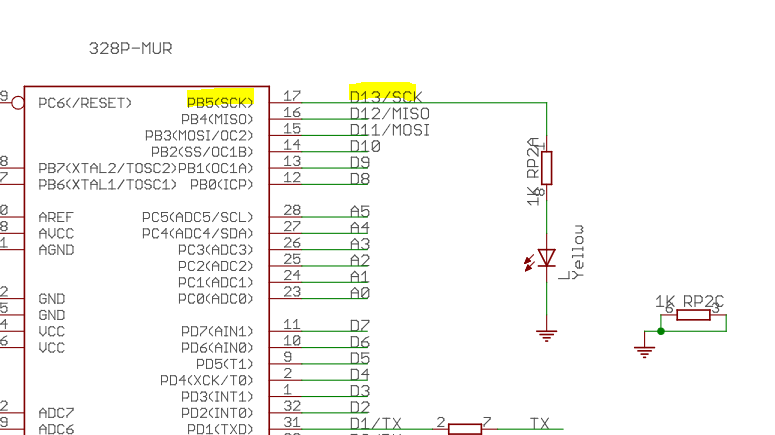 328P-MUR
9 PC6(/RESET) PB5(SCK) 17 D13/SCK
PB4(MISO) 16 D12/MISO
PB3(MOSI/OC2) 15 D11/MOSI
PB2(SS/OC1B) 14 D10
8 PB7(XTAL2/TOSC2) PB1(OC1A) 13 D9
7 PB6(XTAL1/TOSC1) PB0(ICP) 12 D8
0 AREF PC5(ADC5/SCL) 28 A5
8 AVCC PC4(ADC4/SDA) 27 A4
1 AGND PC3(ADC3) 26 A3
PC2(ADC2) 25 A2
PC1(ADC1) 24 A1
2 GND PC0(ADC0) 23 A0
5 GND
4 VCC PD7(AIN1) 11 D7
6 VCC PD6(AIN0) 10 D6
PD5(T1) 9 D5
PD4(XCK/T0) 2 D4
PD3(INT1) 1 D3
2 ADC7 PD2(INT0) 32 D2
9 ADC6 PD1(TXD) 31 D1/TX 2 7 TX
1K RP2A
1
8
L
Yellow
1K RP2C
6 3